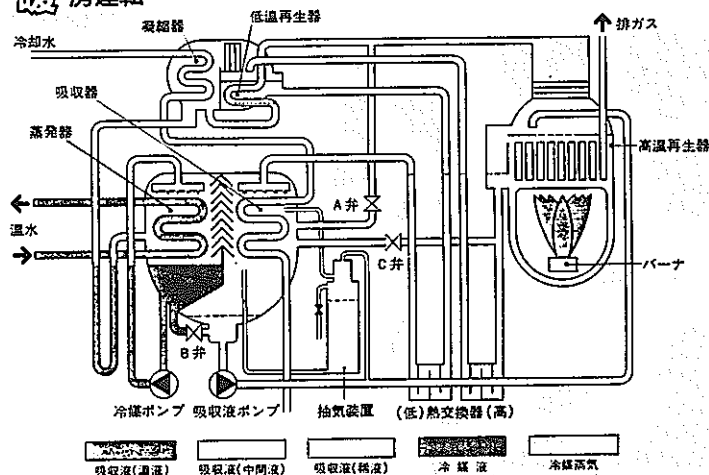 房運転
凝縮器
低温再生器
排ガス
冷却水
吸収器
蒸発器
高温再生器
A弁
温水
C弁
バーナ
B弁
冷媒ポンプ
吸収液ポンプ
抽気装置
(低)熱交換器(高)
吸収液(濃液)
吸収液(中間液)
吸収液(稀液)
冷媒液
冷媒蒸気